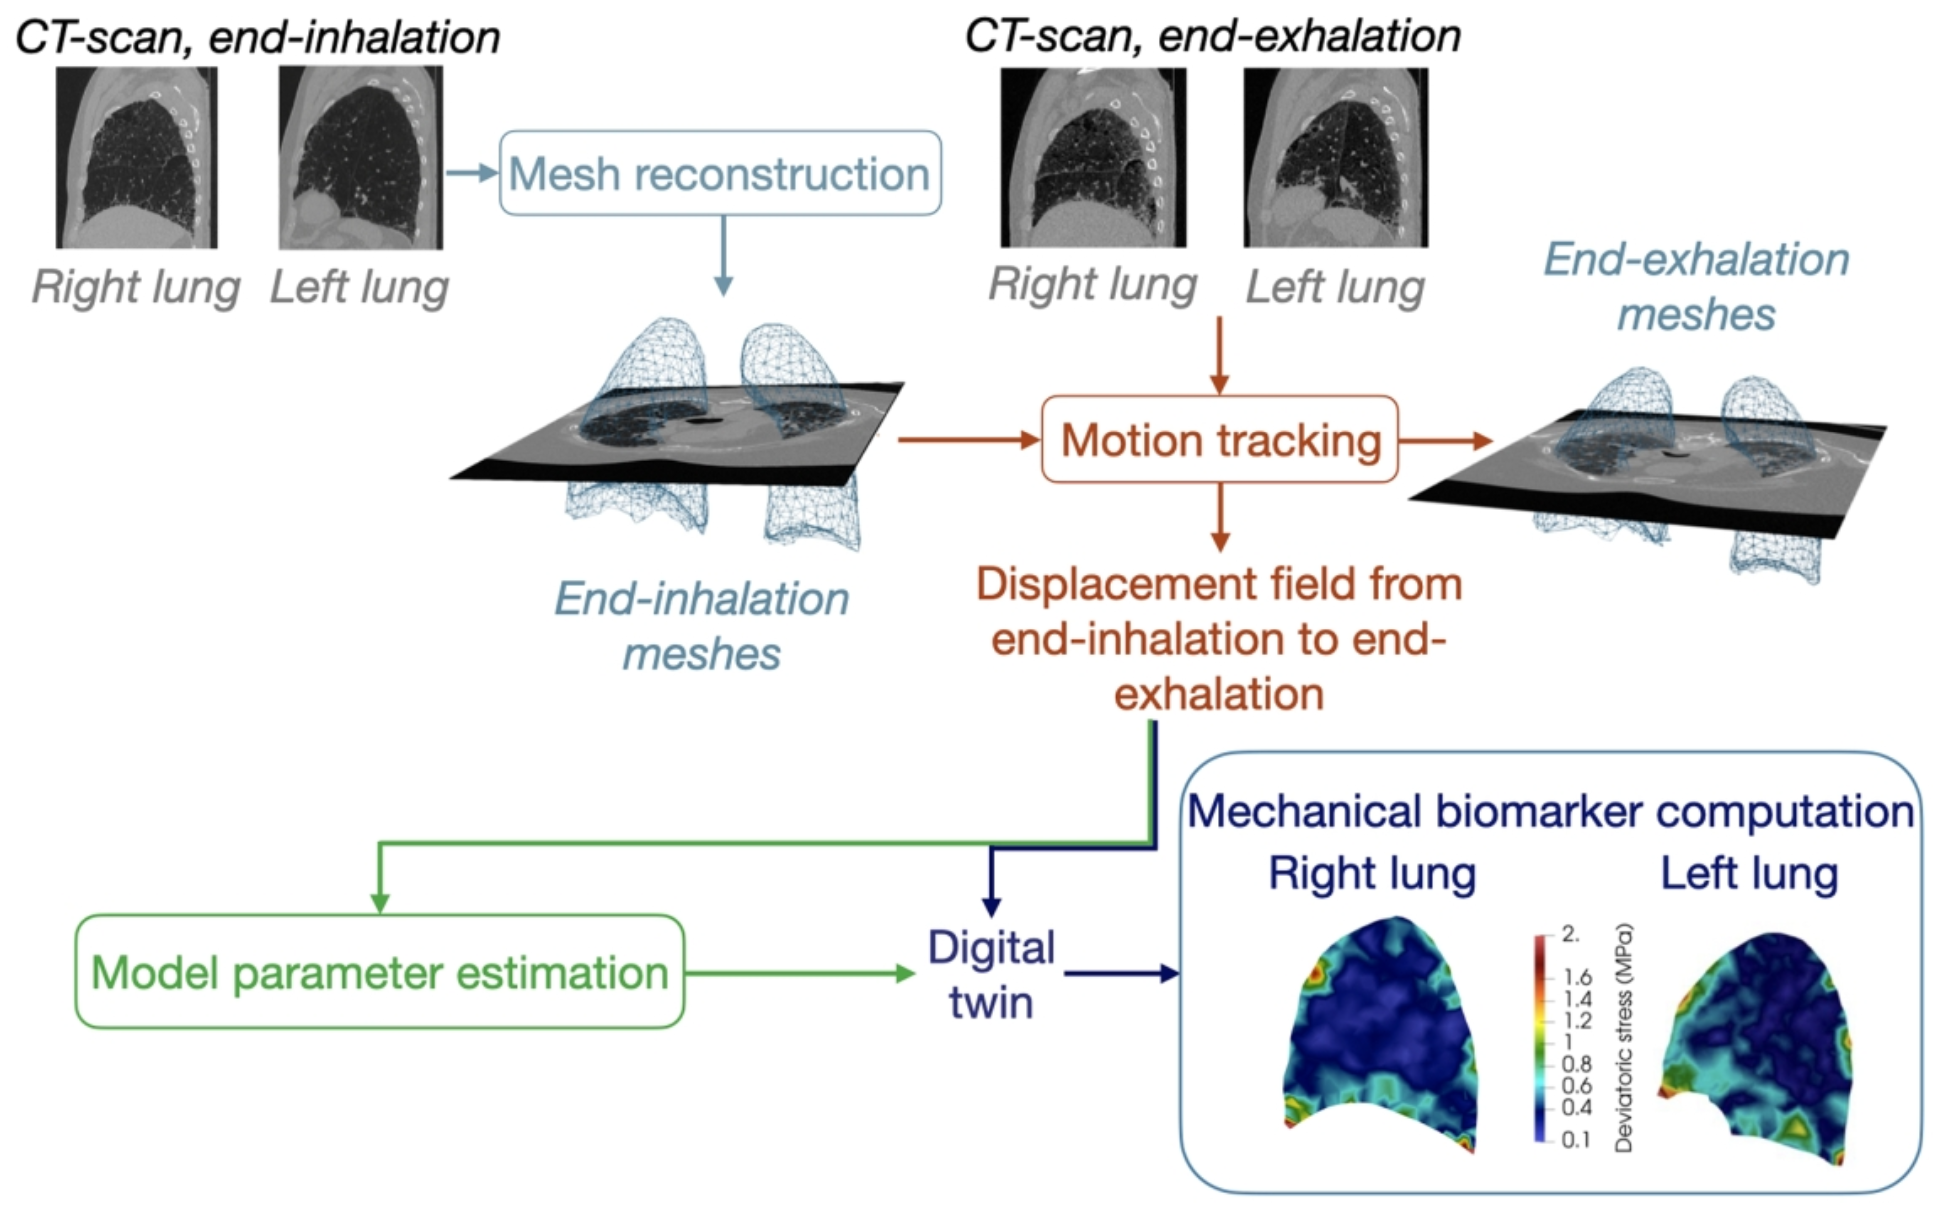 CT-scan, end-inhalation
CT-scan, end-exhalation
Mesh reconstruction
Right lung
Left lung
Right lung
Left lung
End-exhalation
meshes
Motion tracking
End-inhalation
meshes
Displacement field from
end-inhalation to end-
exhalation
Mechanical biomarker computation
Right lung
Left lung
Model parameter estimation
Digital
twin
2.
1.6
1.4
1.2
1
0.8
0.6
0.4
0.1
Deviatoric stress (MPa)